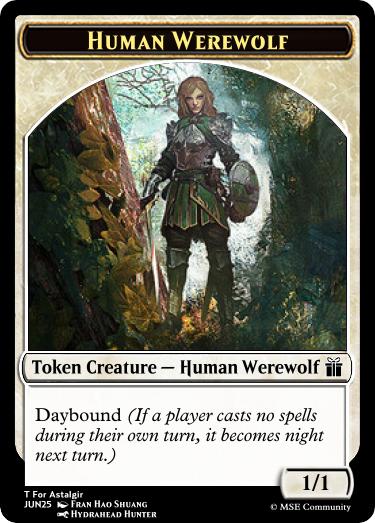 HUMAN WEREWOLF
Token Creature — Human Werewolf
Daybound (If a player casts no spells
during their own turn, it becomes night
next turn.)
1/1
T For Astalgir
JUN25 FRAN HAO SHUANG
HYDRAHEAD HUNTER
© MSE Community